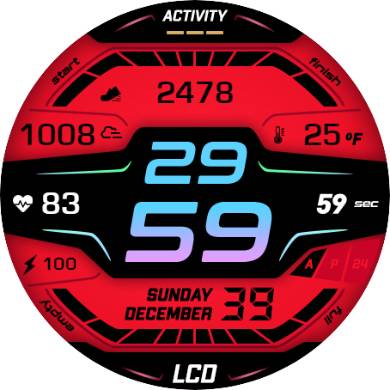 ACTIVITY
start
finish
2478
1008
25 °F
29
83
59 sec
59
100
A P 24
SUNDAY
DECEMBER 39
empty
full
LCD